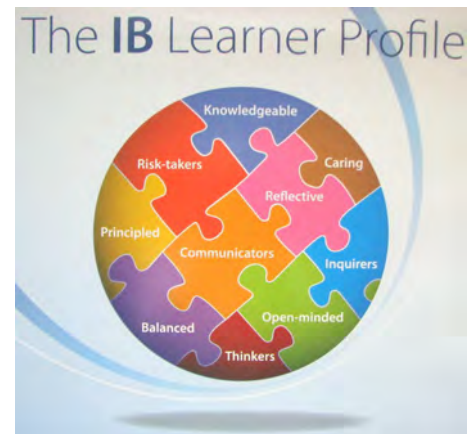 The IB Learner Profile
Knowledgeable
Risk-takers
Caring
Reflective
Principled
Communicators
Inquirers
Open-minded
Balanced
Thinkers